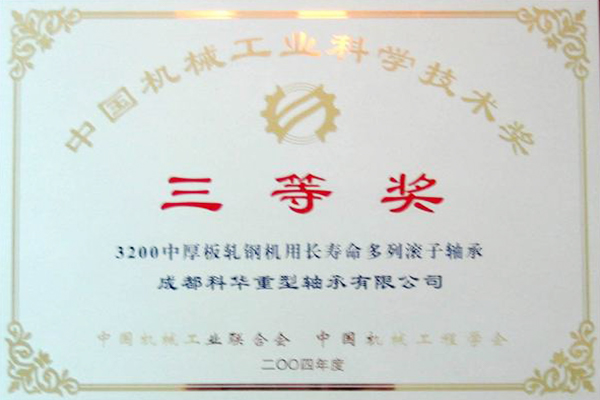 中国机械工业科学技术奖
三等奖
3200中厚板轧钢机用长寿命多列滚子轴承
成都科华重型轴承有限公司
中国机械工业联合会 中国机械工程学会
二〇〇四年度